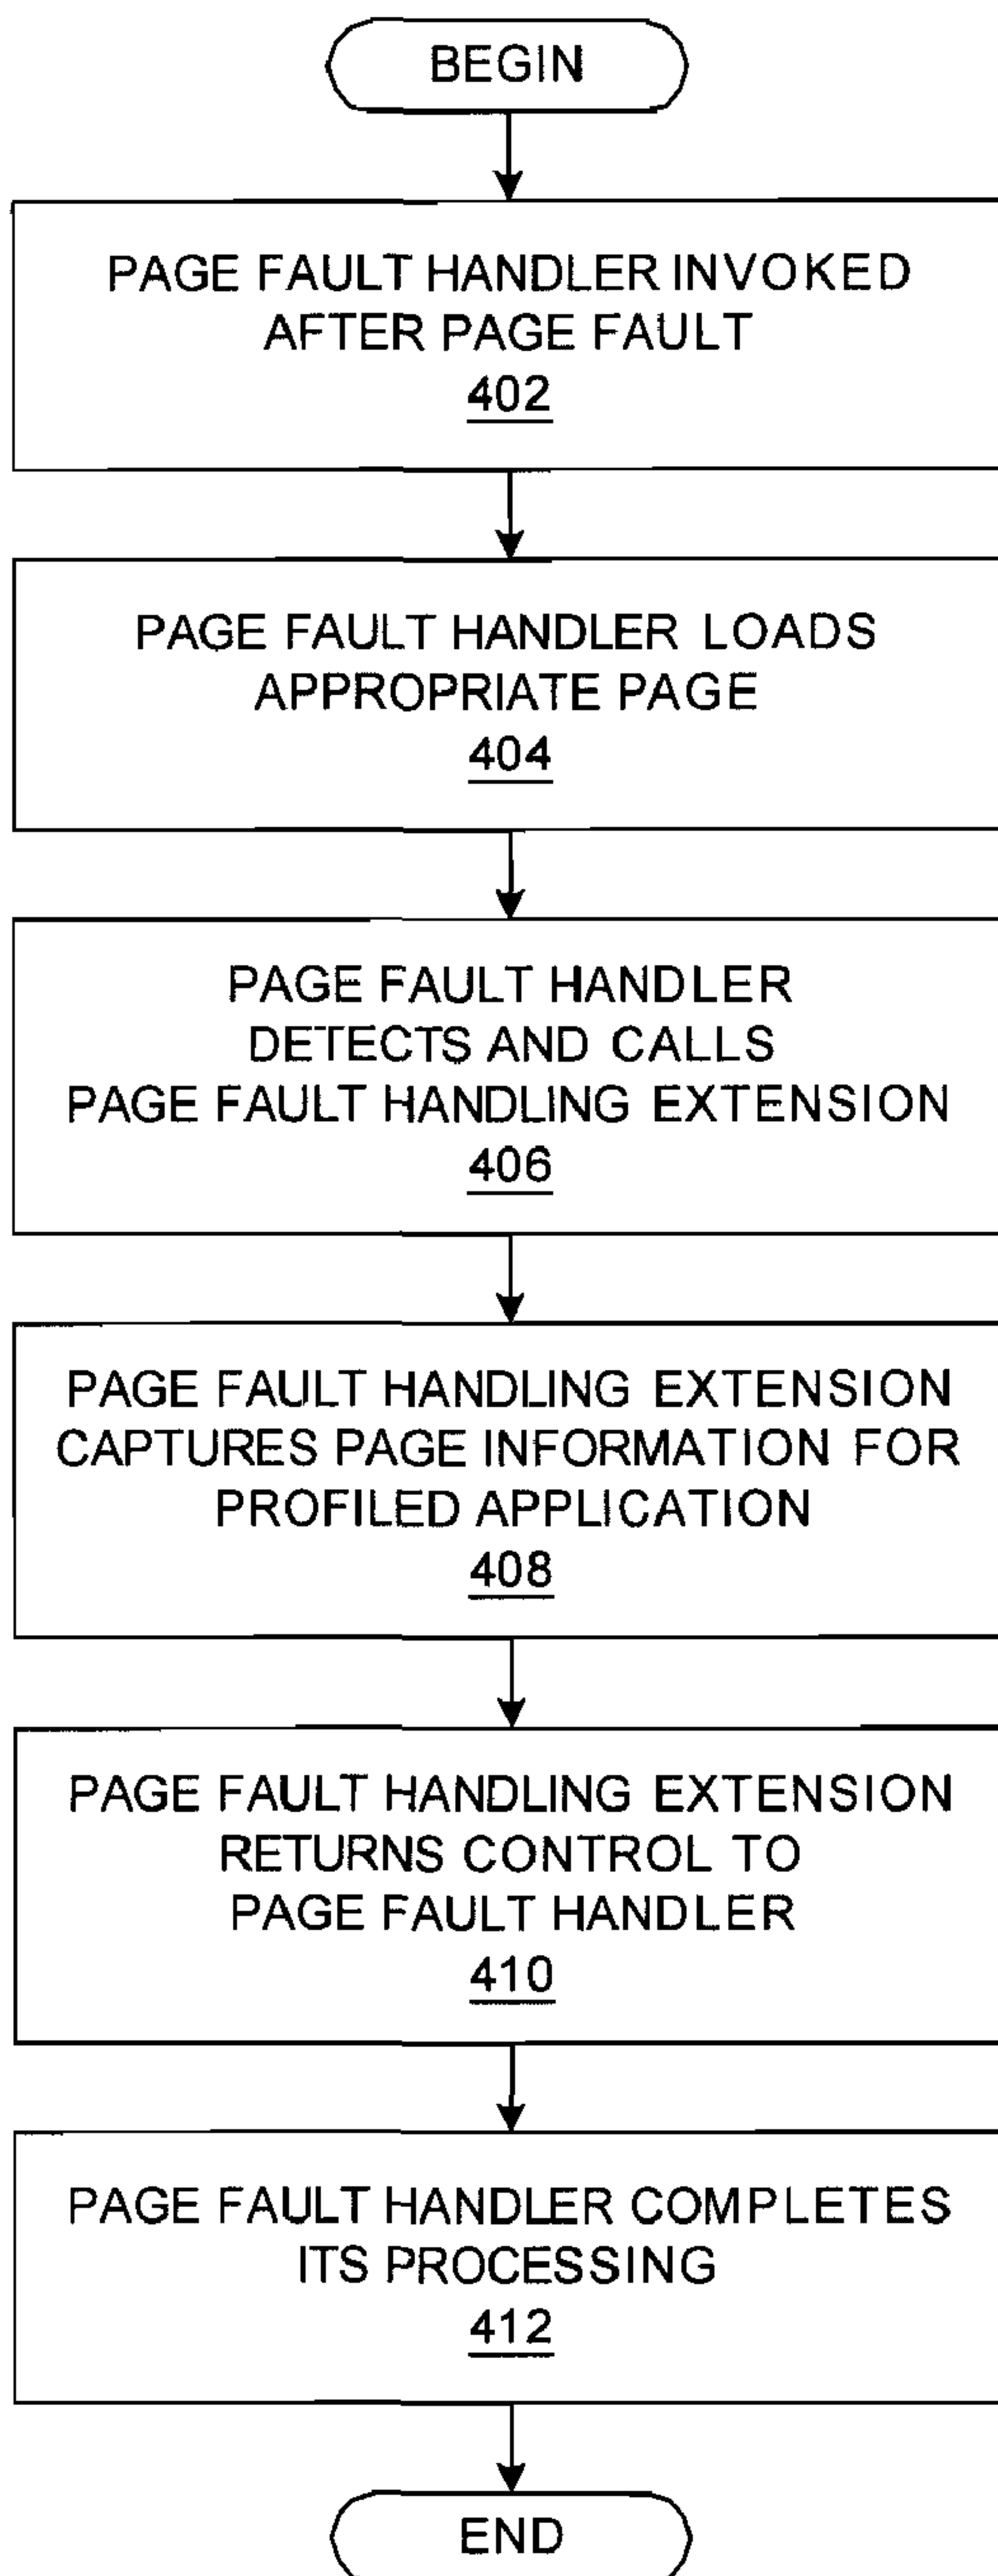 BEGIN
PAGE FAULT HANDLER INVOKED
AFTER PAGE FAULT
402
PAGE FAULT HANDLER LOADS
APPROPRIATE PAGE
404
PAGE FAULT HANDLER
DETECTS AND CALLS
PAGE FAULT HANDLING EXTENSION
406
PAGE FAULT HANDLING EXTENSION
CAPTURES PAGE INFORMATION FOR
PROFILED APPLICATION
408
PAGE FAULT HANDLING EXTENSION
RETURNS CONTROL TO
PAGE FAULT HANDLER
410
PAGE FAULT HANDLER COMPLETES
ITS PROCESSING
412
END